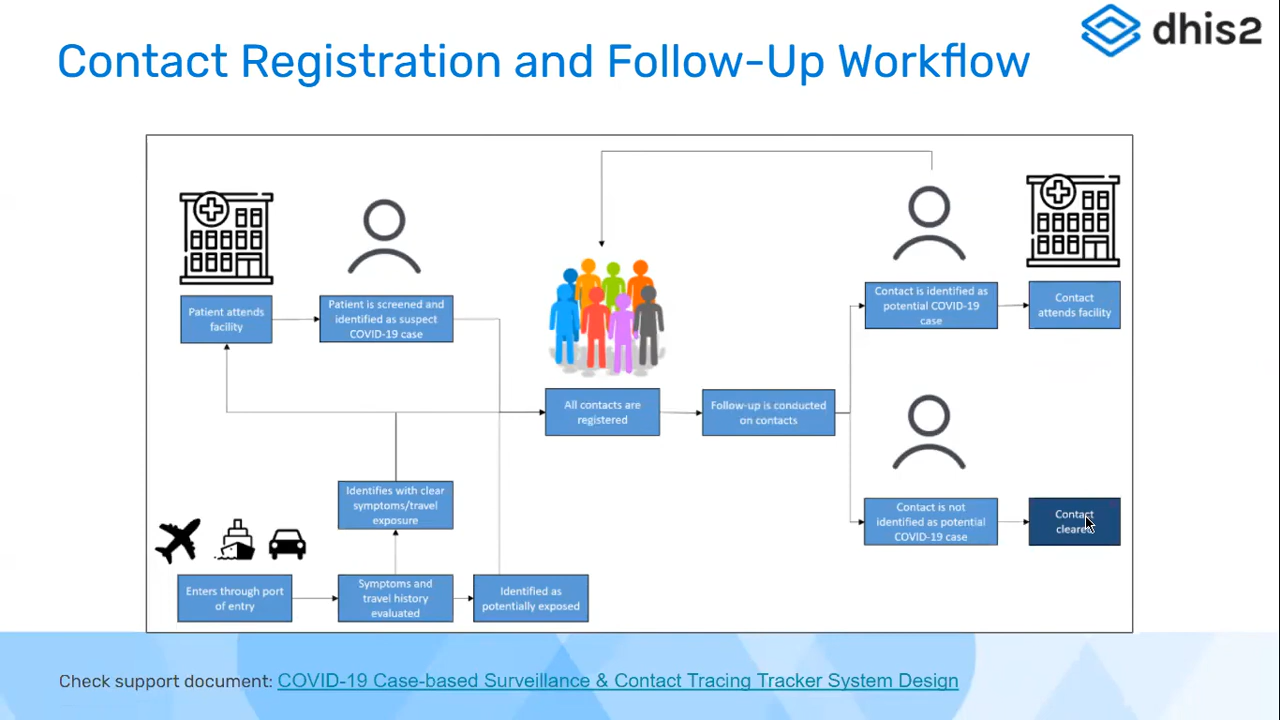 dhis2
Contact Registration and Follow-Up Workflow
Patient attends
facility
Patient is screened and
identified as suspect
COVID-19 case
All contacts are
registered
Follow-up is conducted
on contacts
Contact is identified as
potential COVID-19
case
Contact
attends facility
Contact is not
identified as potential
COVID-19 case
Contact
cleared
Identifies with clear
symptoms/travel
exposure
Enters through port
of entry
Symptoms and
travel history
evaluated
Identified as
potentially exposed
Check support document: COVID-19 Case-based Surveillance & Contact Tracing Tracker System Design